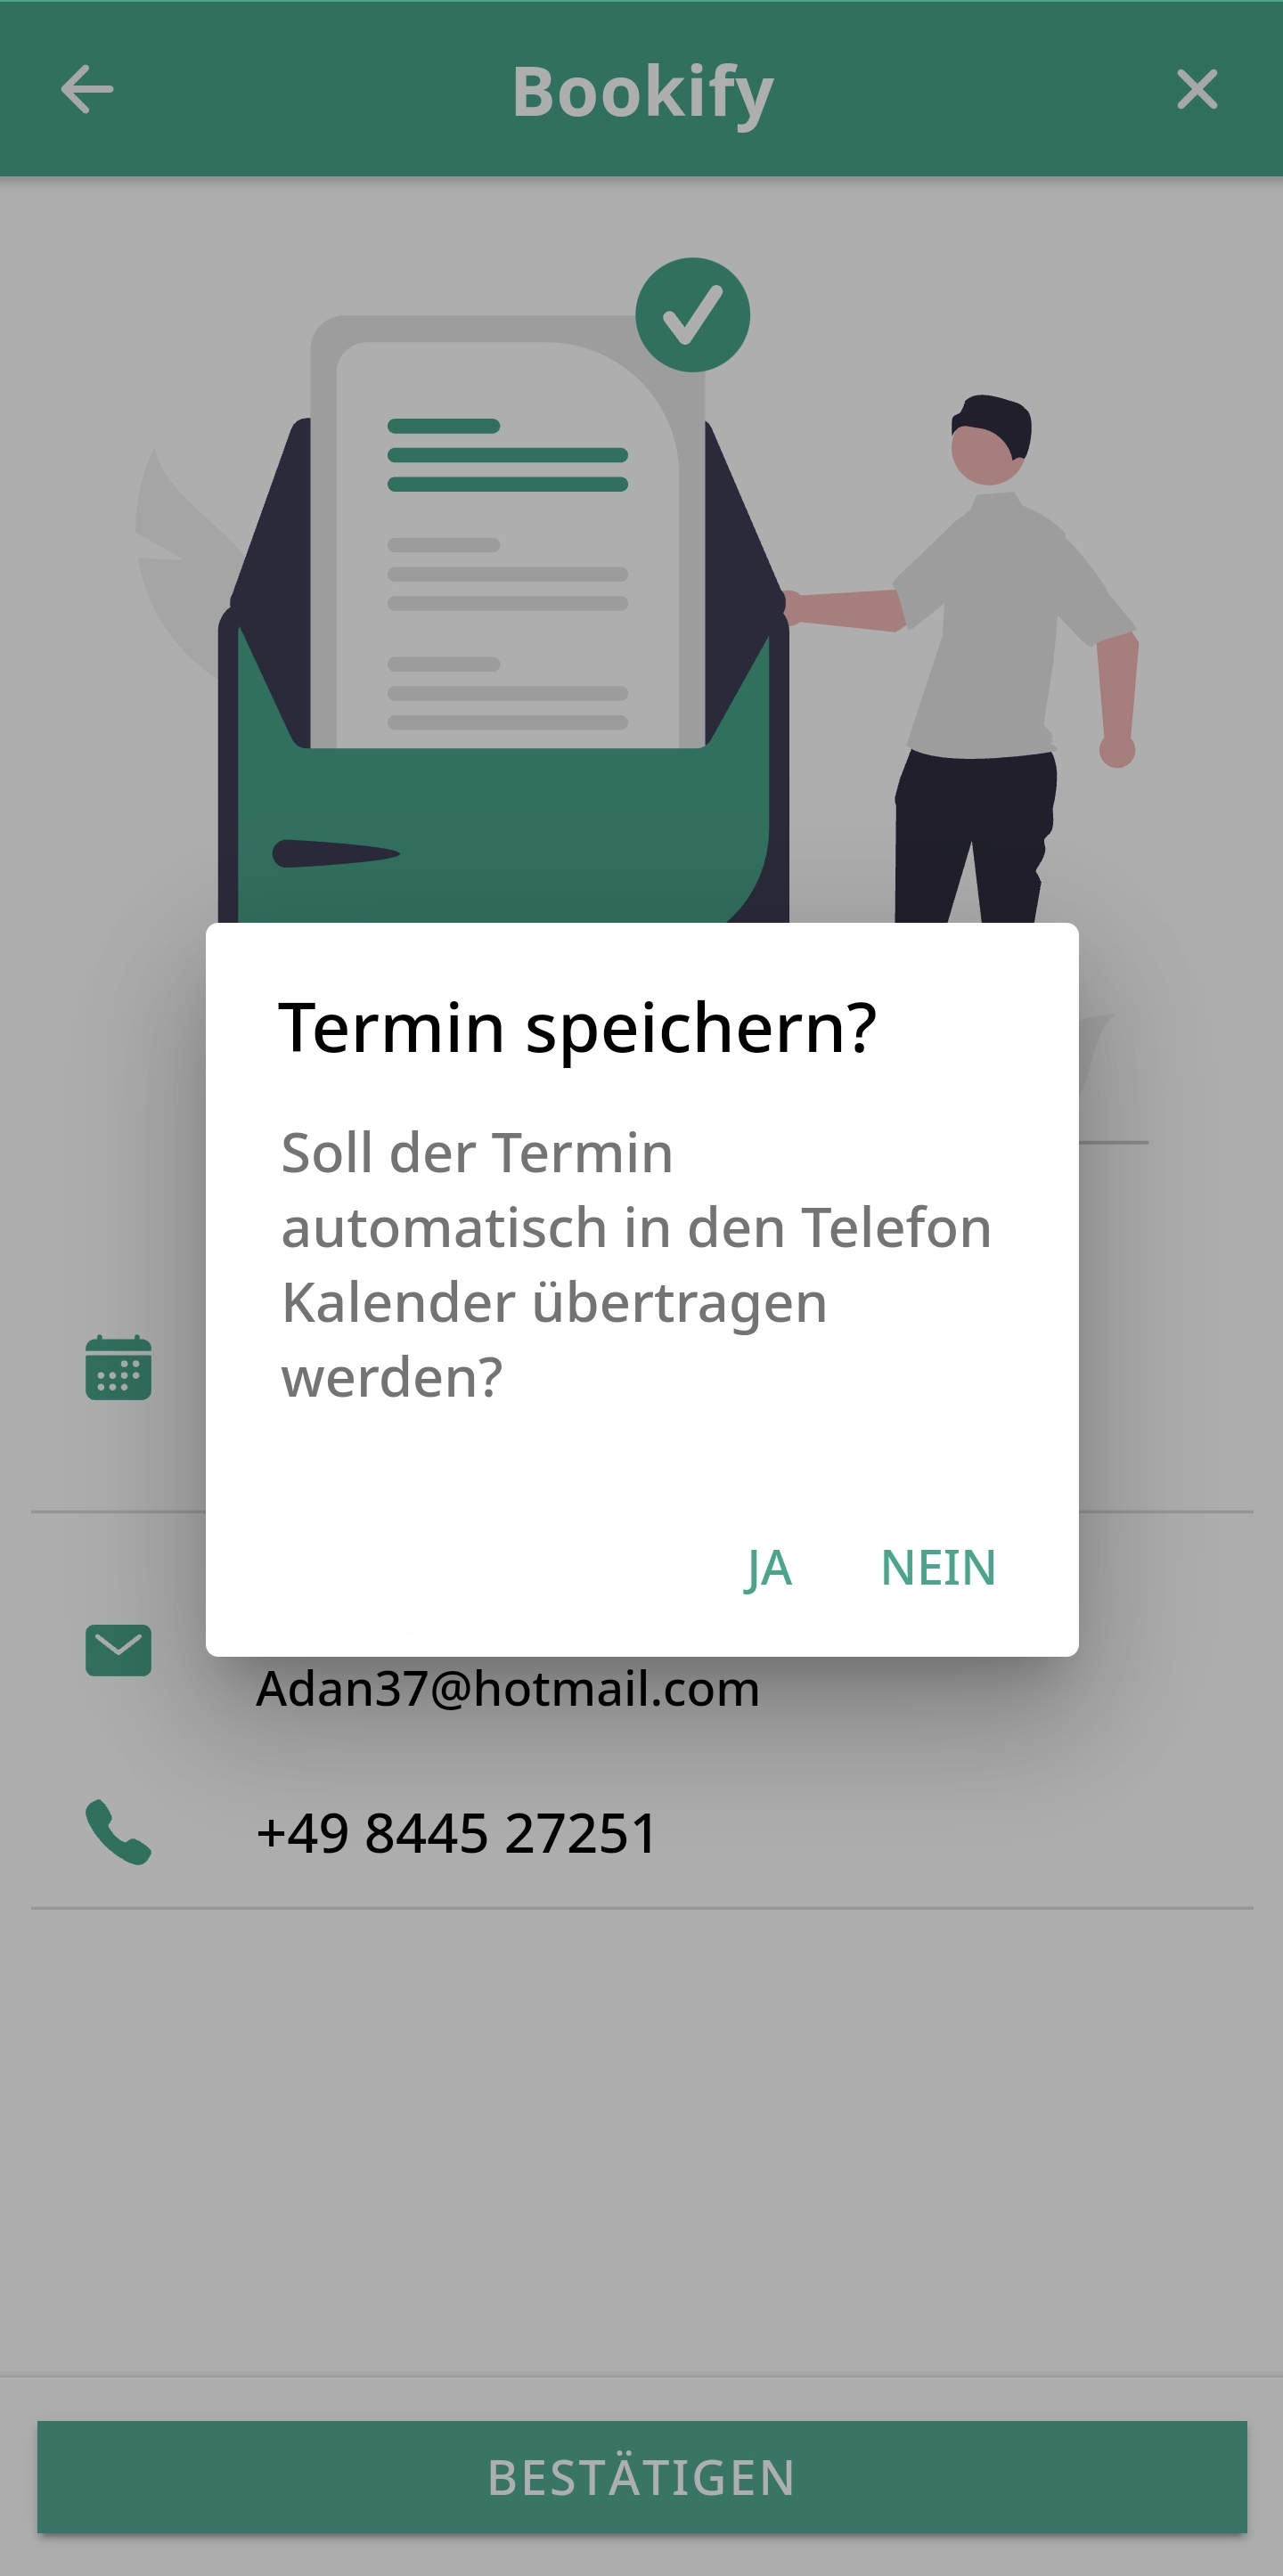 Bookify
Termin speichern?
Soll der Termin
automatisch in den Telefon
Kalender übertragen
werden?
JA NEIN
Adan37@hotmail.com
+49 8445 27251
BESTÄTIGEN